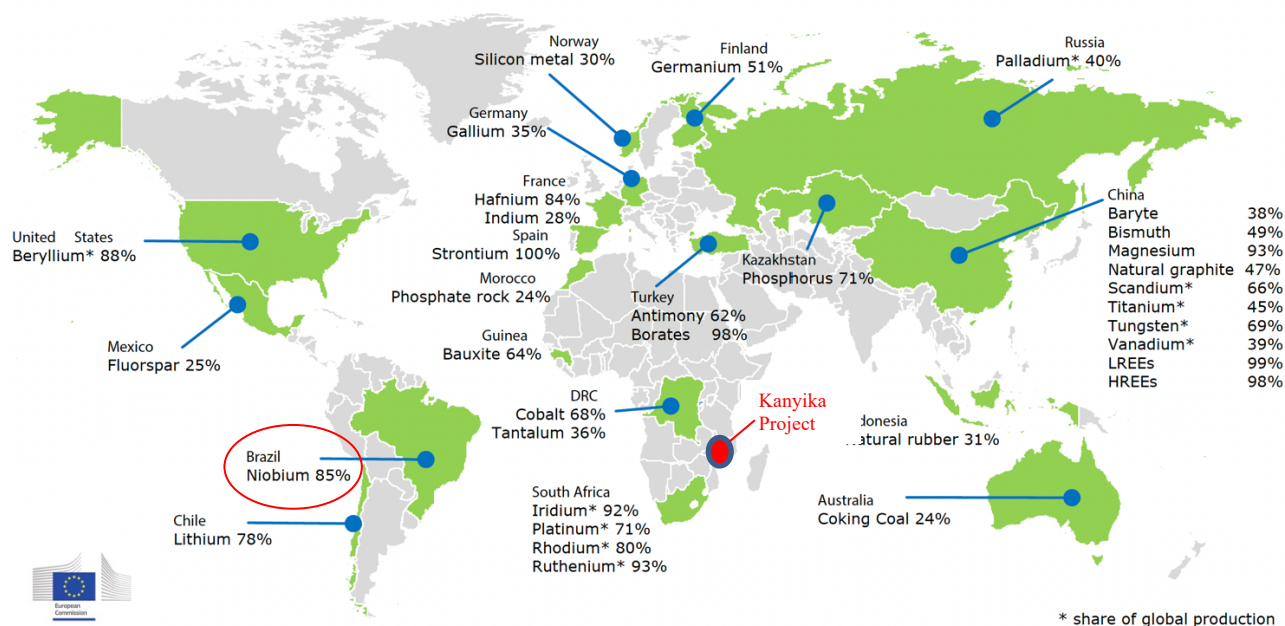 Norway
Silicon metal 30%
Finland
Germanium 51%
Russia
Palladium* 40%
Germany
Gallium 35%
France
Hafnium 84%
Indium 28%
Spain
Strontium 100%
Morocco
Phosphate rock 24%
Guinea
Bauxite 64%
United States
Beryllium* 88%
Mexico
Fluorspar 25%
Turkey
Antimony 62%
Borates 98%
Kazakhstan
Phosphorus 71%
China
Baryte 38%
Bismuth 49%
Magnesium 93%
Natural graphite 47%
Scandium* 66%
Titanium* 45%
Tungsten* 69%
Vanadium* 39%
LREEs 99%
HREEs 98%
DRC
Cobalt 68%
Tantalum 36%
Kanyika
Project
donesia
atural rubber 31%
Brazil
Niobium 85%
Chile
Lithium 78%
South Africa
Iridium* 92%
Platinum* 71%
Rhodium* 80%
Ruthenium* 93%
Australia
Coking Coal 24%
European
Commission
* share of global production